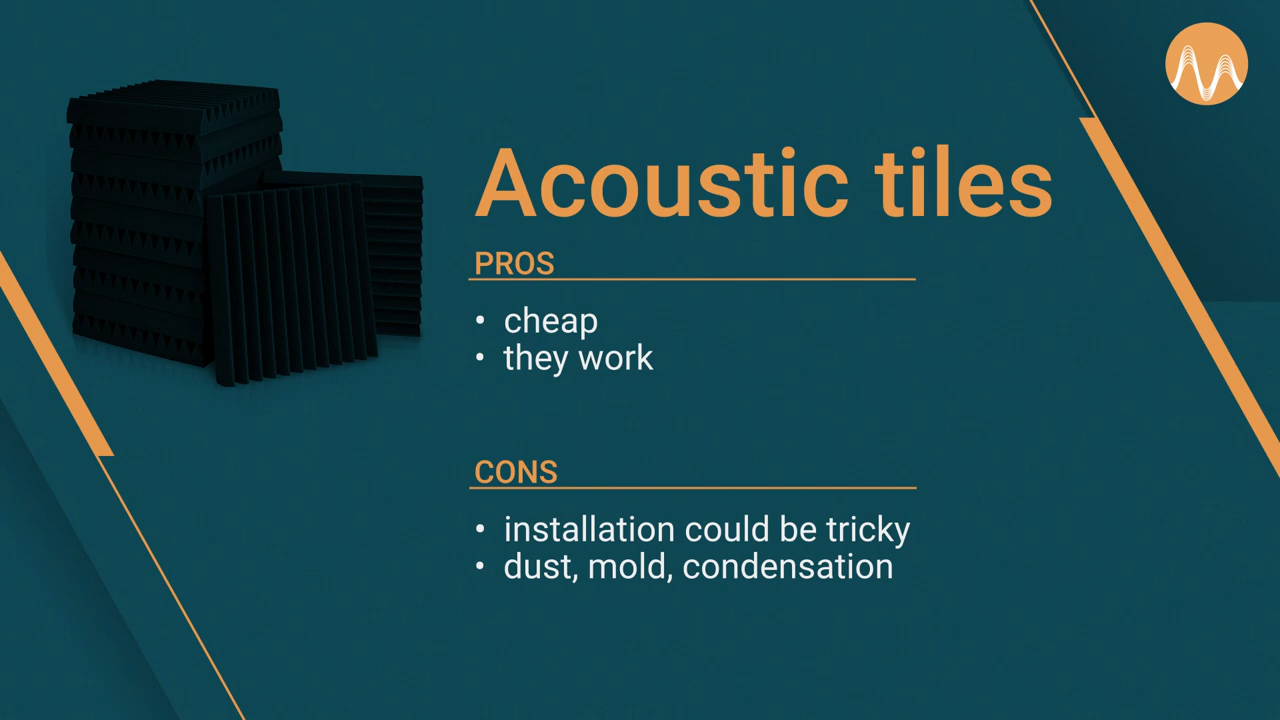 Acoustic tiles
PROS
• cheap
• they work
CONS
• installation could be tricky
• dust, mold, condensation